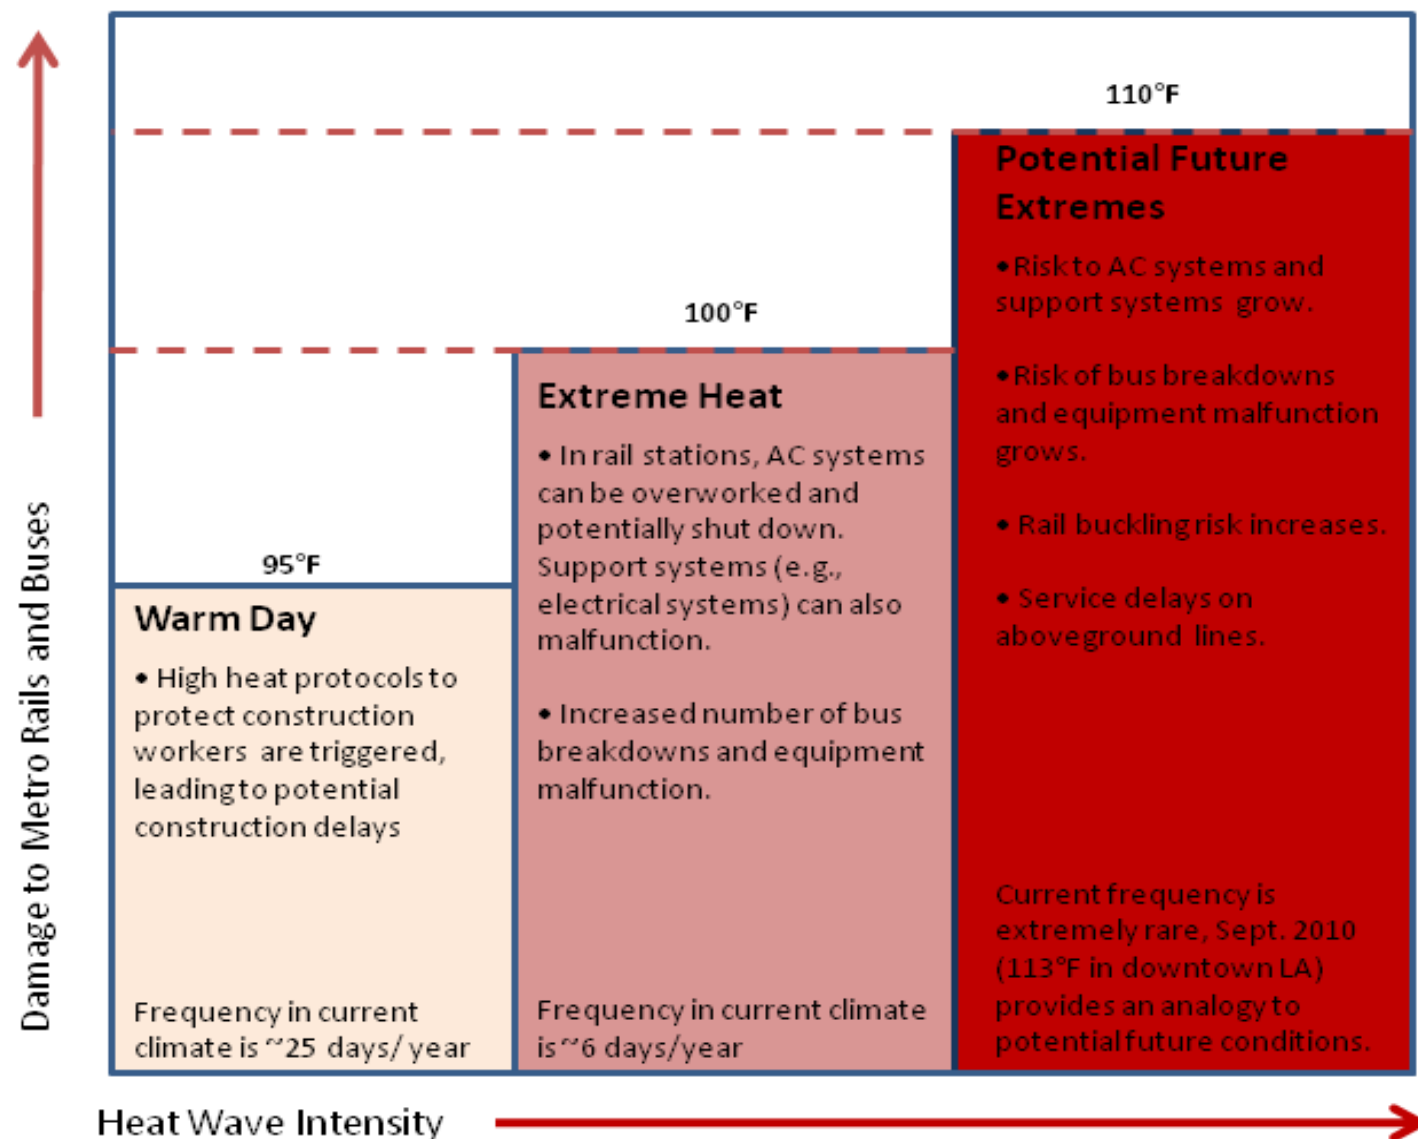 Damage to Metro Rails and Buses
95°F
Warm Day
• High heat protocols to
protect construction
workers are triggered,
leading to potential
construction delays
Frequency in current
climate is ~25 days/ year
100°F
Extreme Heat
• In rail stations, AC systems
can be overworked and
potentially shut down.
Support systems (e.g.,
electrical systems) can also
malfunction.
• Increased number of bus
breakdowns and equipment
malfunction.
Frequency in current climate
is ~6 days/year
110°F
Potential Future
Extremes
• Risk to AC systems and
support systems grow.
• Risk of bus breakdowns
and equipment malfunction
grows.
• Rail buckling risk increases.
• Service delays on
aboveground lines.
Current frequency is
extremely rare, Sept. 2010
(113°F in downtown LA)
provides an analogy to
potential future conditions.
Heat Wave Intensity